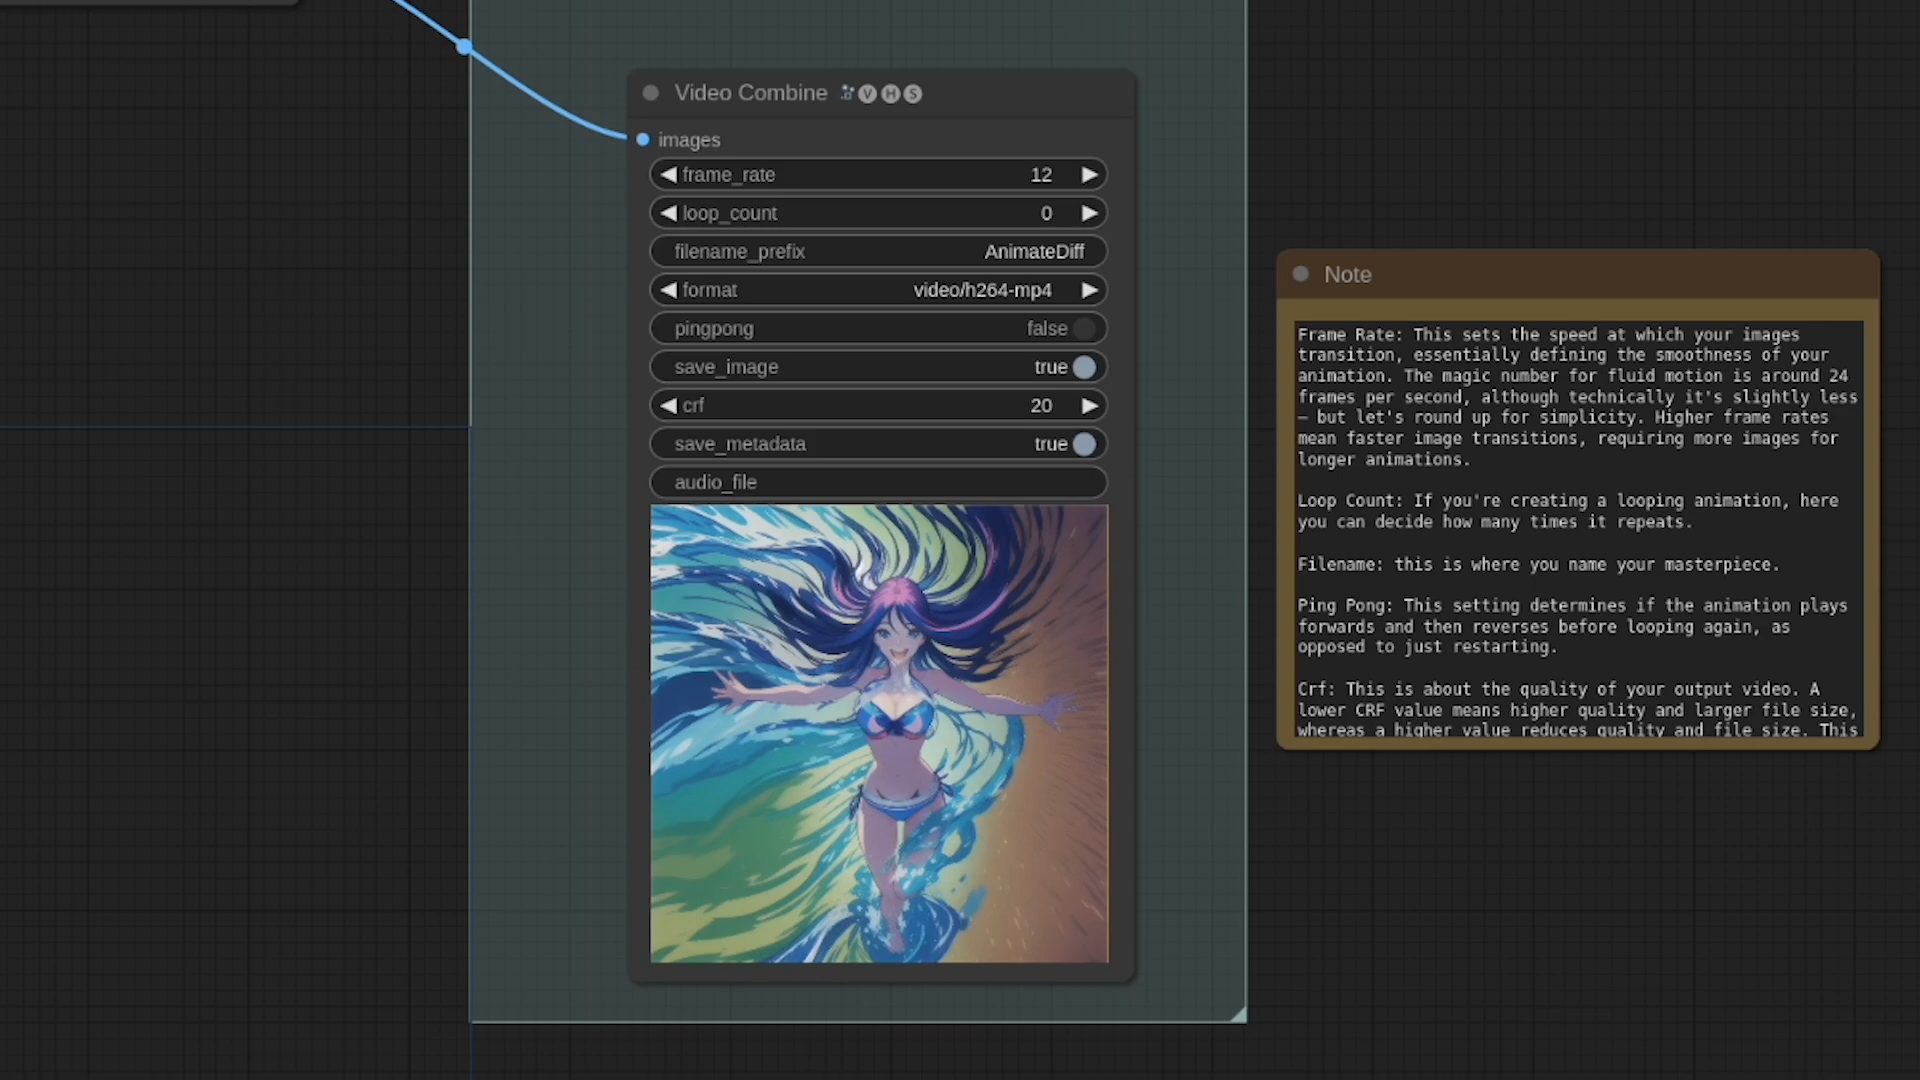 Video Combine VHS
images
frame_rate 12
loop_count 0
filename_prefix AnimateDiff
format video/h264-mp4
pingpong false
save_image true
crf 20
save_metadata true
audio_file
Note
Frame Rate: This sets the speed at which your images
transition, essentially defining the smoothness of your
animation. The magic number for fluid motion is around 24
frames per second, although technically it's slightly less
– but let's round up for simplicity. Higher frame rates
mean faster image transitions, requiring more images for
longer animations.
Loop Count: If you're creating a looping animation, here
you can decide how many times it repeats.
Filename: this is where you name your masterpiece.
Ping Pong: This setting determines if the animation plays
forwards and then reverses before looping again, as
opposed to just restarting.
Crf: This is about the quality of your output video. A
lower CRF value means higher quality and larger file size,
whereas a higher value reduces quality and file size. This